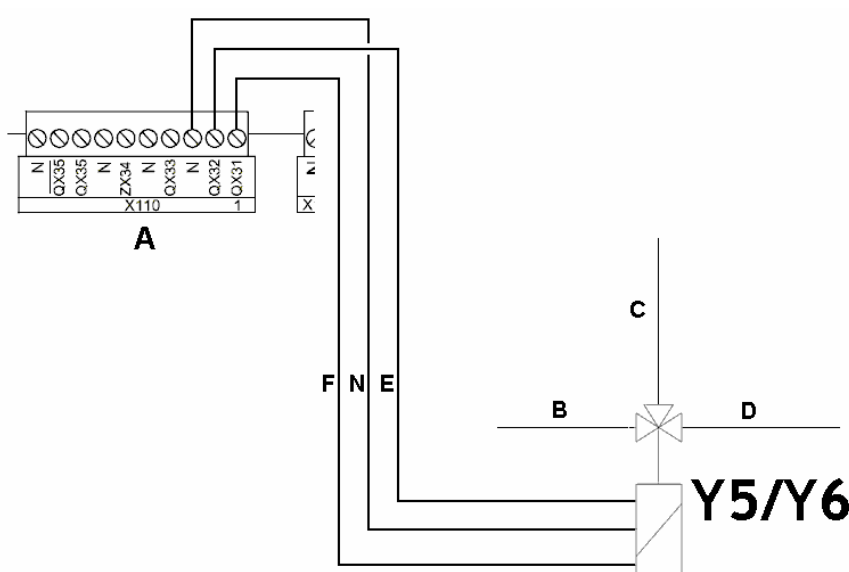 N QX35 QX35 N ZX34 N QX33 N QX32 QX31
X110 1 X
A
C
F N E
B D
Y5/Y6